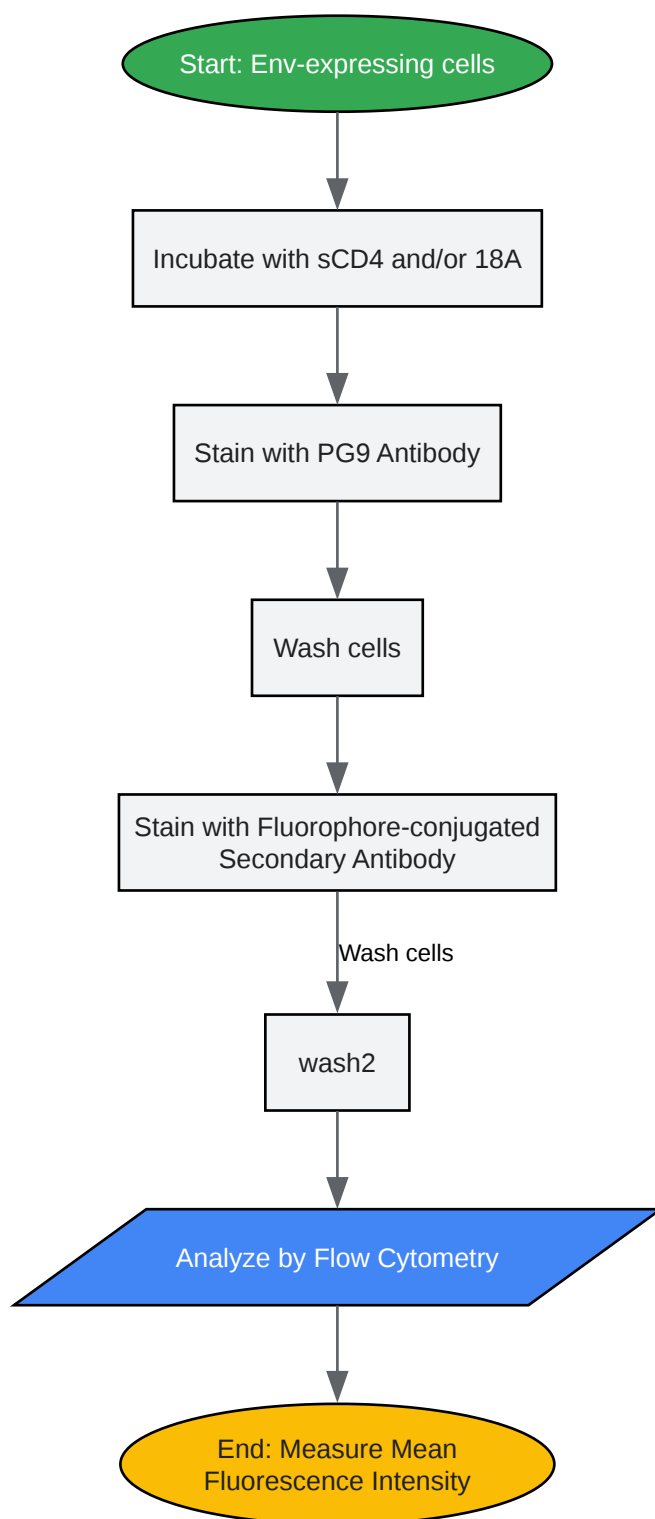 Start: Env-expressing cells
Incubate with sCD4 and/or 18A
Stain with PG9 Antibody
Wash cells
Stain with Fluorophore-conjugated
Secondary Antibody
Wash cells
wash2
Analyze by Flow Cytometry
End: Measure Mean
Fluorescence Intensity